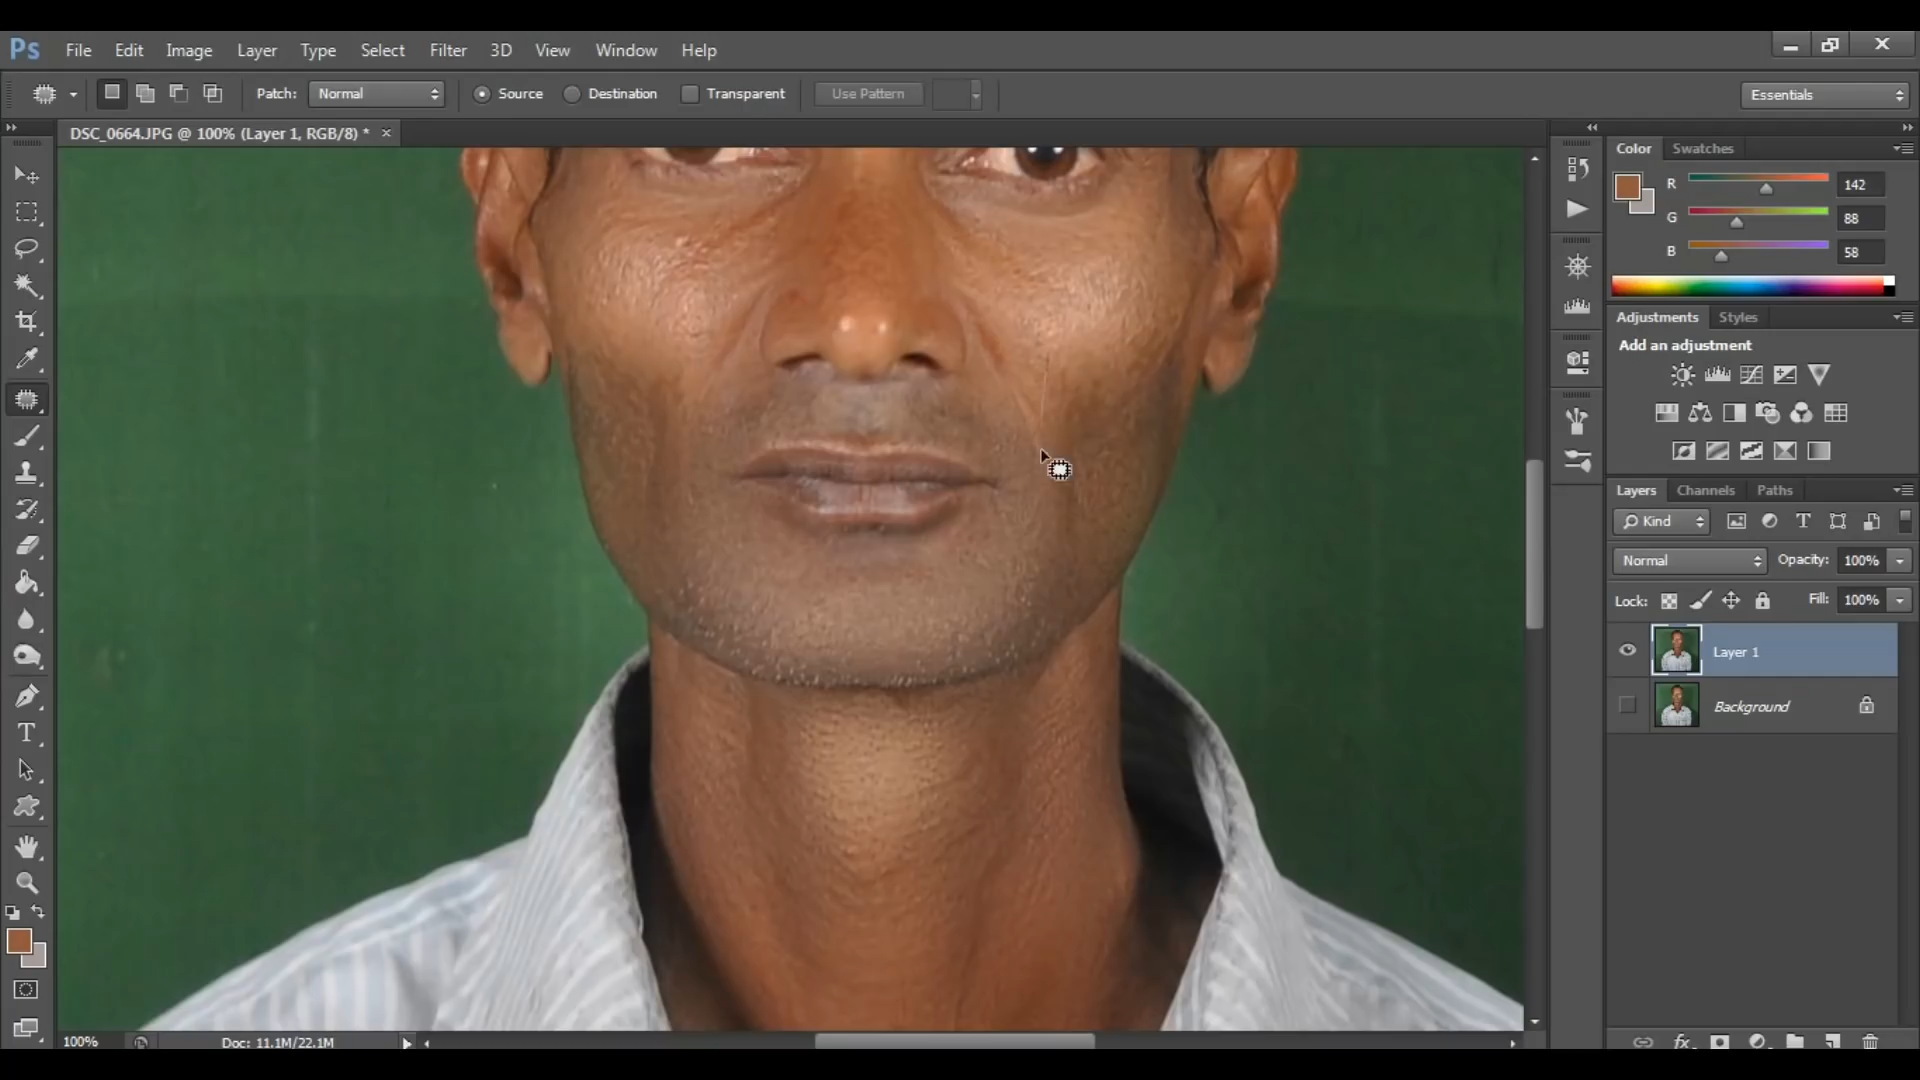 Ps File Edit Image Layer Type Select Filter 3D View Window Help
Patch: Normal Source Destination Transparent Use Pattern Essentials
DSC_0664.JPG @ 100% (Layer 1, RGB/8) *
Color Swatches
R 142
G 88
B 58
Adjustments Styles
Add an adjustment
Layers Channels Paths
Kind
Normal Opacity: 100%
Lock: Fill: 100%
Layer 1
Background
100% Doc: 11.1M/22.1M